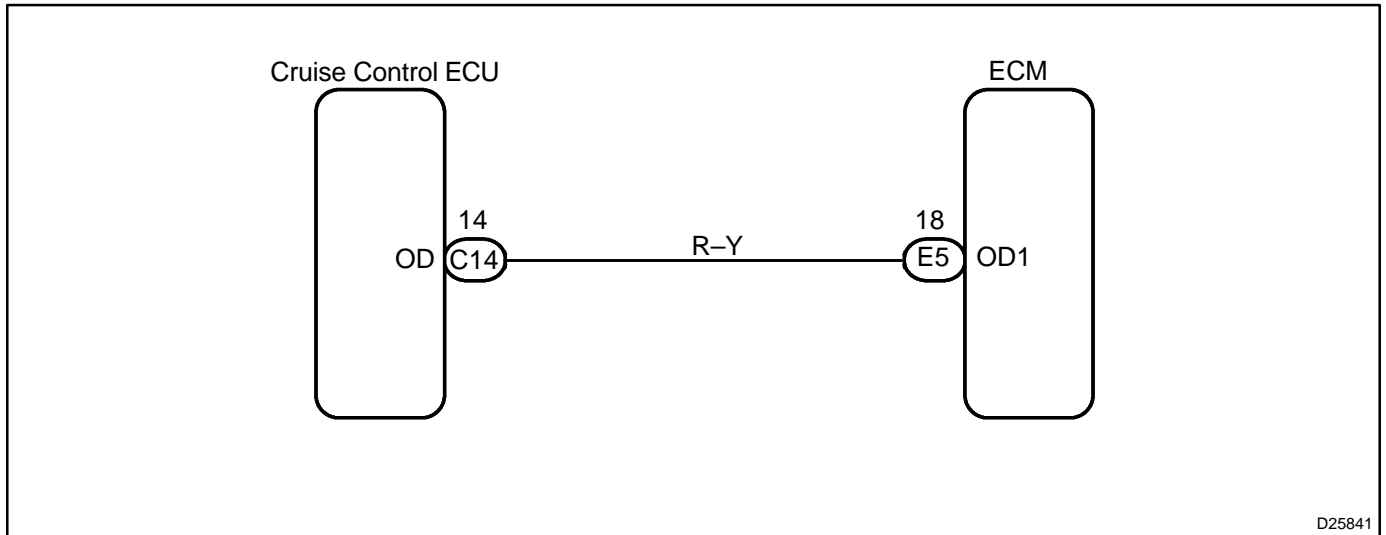 Cruise Control ECU
ECM
14
18
OD
C14
R–Y
E5
OD1
D25841